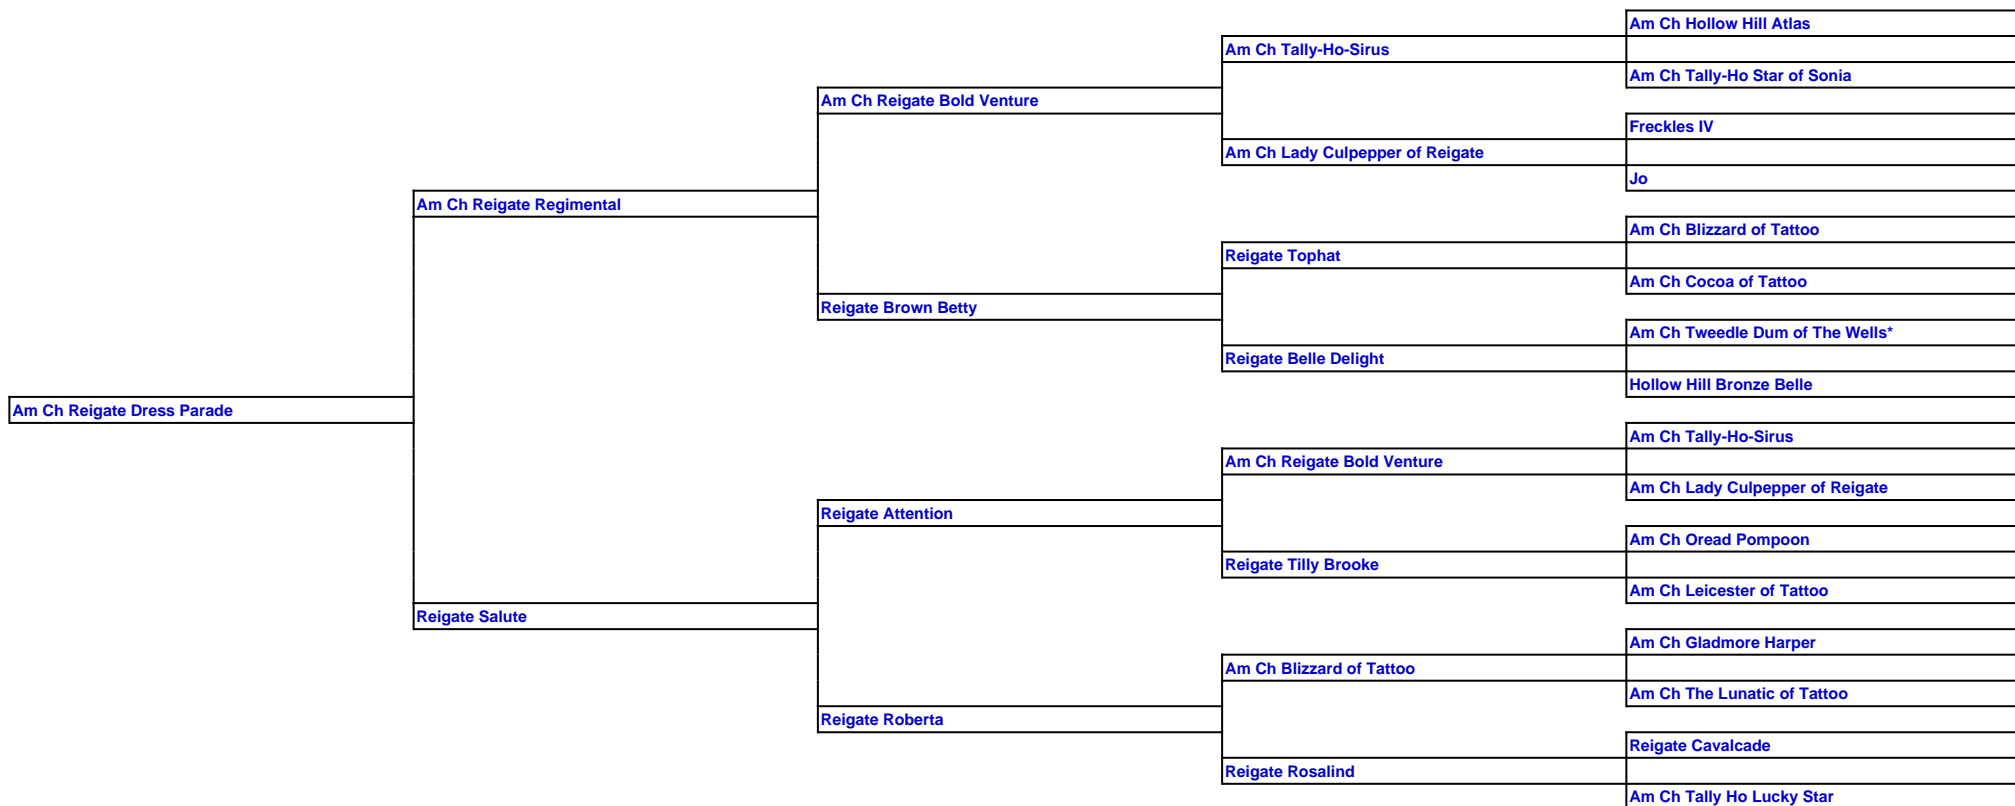 Am Ch Hollow Hill Atlas
Am Ch Tally-Ho-Sirus
Am Ch Tally-Ho Star of Sonia
Am Ch Reigate Bold Venture
Freckles IV
Am Ch Lady Culpepper of Reigate
Jo
Am Ch Reigate Regimental
Am Ch Blizzard of Tattoo
Reigate Tophat
Am Ch Cocoa of Tattoo
Reigate Brown Betty
Am Ch Tweedle Dum of The Wells*
Reigate Belle Delight
Hollow Hill Bronze Belle
Am Ch Reigate Dress Parade
Am Ch Tally-Ho-Sirus
Am Ch Reigate Bold Venture
Am Ch Lady Culpepper of Reigate
Reigate Attention
Am Ch Oread Pompoon
Reigate Tilly Brooke
Am Ch Leicester of Tattoo
Reigate Salute
Am Ch Gladmore Harper
Am Ch Blizzard of Tattoo
Am Ch The Lunatic of Tattoo
Reigate Roberta
Reigate Cavalcade
Reigate Rosalind
Am Ch Tally Ho Lucky Star